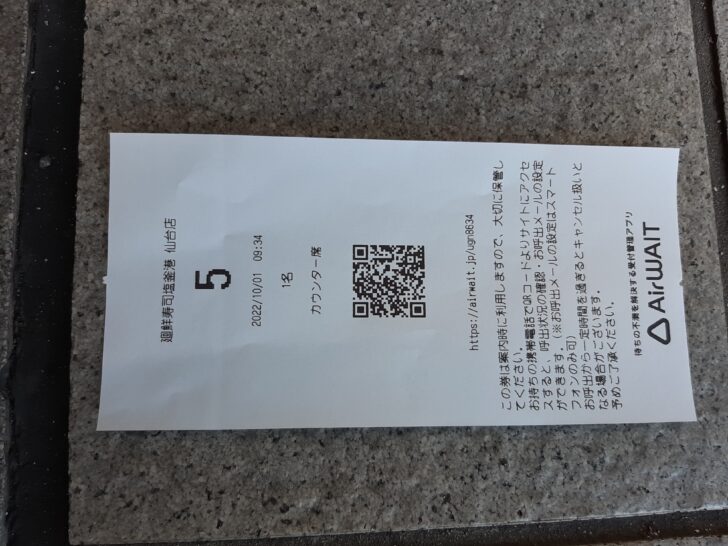 廻鮮寿司塩釜港 仙台店
5
2022/10/01 09:34
1名
カウンター席
https://airwait.jp/ugn8634
この券は案内時に利用しますので、大切に保管し
てください。
お持ちの携帯電話でQRコードよりサイトにアクセ
スすると、呼出状況の確認・お呼出メールの設定
ができます。（※お呼出メールの設定はスマート
フォンのみ可）
お呼出から一定時間を過ぎるとキャンセル扱いと
なる場合がございます。
予めご了承ください。
待ちの不満を解決する受付管理アプリ
AirWAIT